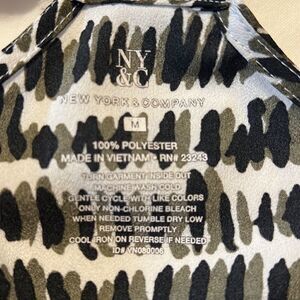 NY
&C
NEW YORK & COMPANY
M
100% POLYESTER
MADE IN VIETNAM · RN# 23243
TURN GARMENT INSIDE OUT
MACHINE WASH COLD
GENTLE CYCLE WITH LIKE COLORS
ONLY NON-CHLORINE BLEACH
WHEN NEEDED TUMBLE DRY LOW
REMOVE PROMPTLY
COOL IRON ON REVERSE IF NEEDED
ID# VN080006